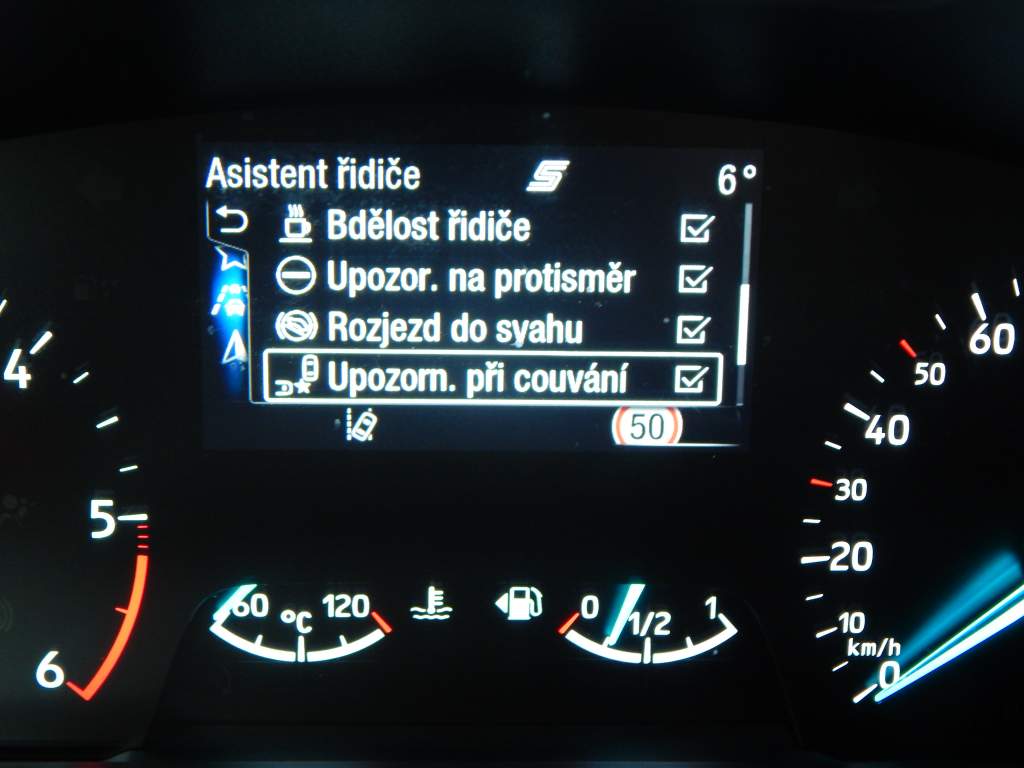 Asistent řidiče
6°
Bdělost řidiče
Upozor. na protisměr
Rozjezd do svahu
Upozorn. při couvání
50
4
5
6
60
°C
120
0
1/2
1
60
50
40
30
20
10
km/h
0